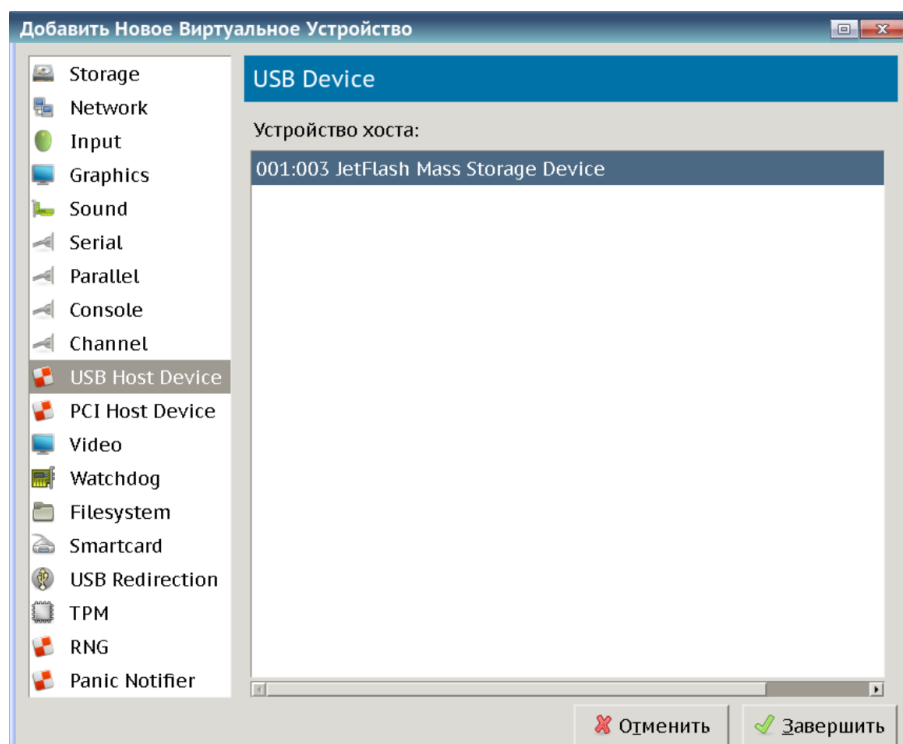 Добавить Новое Виртуальное Устройство
Storage
Network
Input
Graphics
Sound
Serial
Parallel
Console
Channel
USB Host Device
PCI Host Device
Video
Watchdog
Filesystem
Smartcard
USB Redirection
TPM
RNG
Panic Notifier
USB Device
Устройство хоста:
001:003 JetFlash Mass Storage Device
Отменить
Завершить